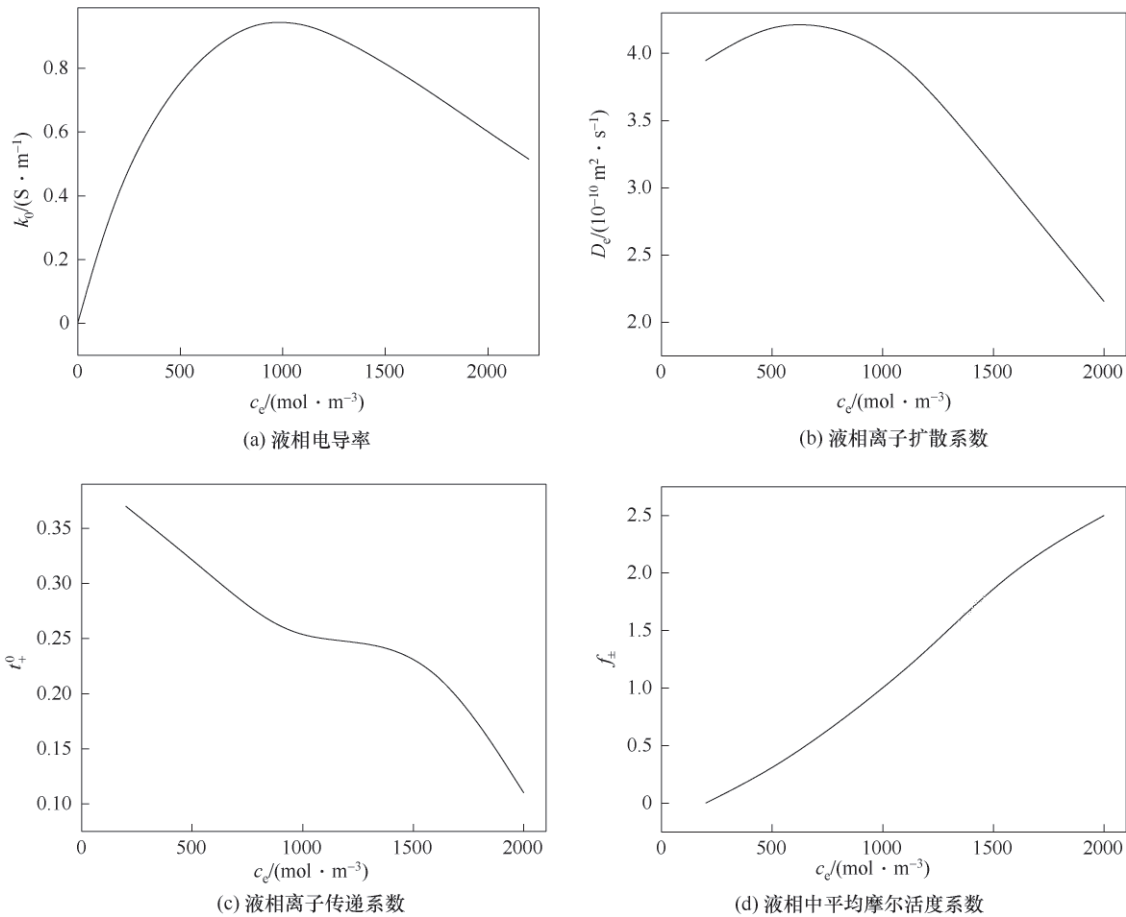 k₀/(S · m⁻¹)
0.8
0.6
0.4
0.2
0
0 500 1000 1500 2000
cₑ/(mol · m⁻³)
(a) 液相电导率
Dₑ/(10⁻¹⁰ m² · s⁻¹)
4.0
3.5
3.0
2.5
2.0
0 500 1000 1500 2000
cₑ/(mol · m⁻³)
(b) 液相离子扩散系数
t₊⁰
0.35
0.30
0.25
0.20
0.15
0.10
0 500 1000 1500 2000
cₑ/(mol · m⁻³)
(c) 液相离子传递系数
f±
2.5
2.0
1.5
1.0
0.5
0
0 500 1000 1500 2000
cₑ/(mol · m⁻³)
(d) 液相中平均摩尔活度系数